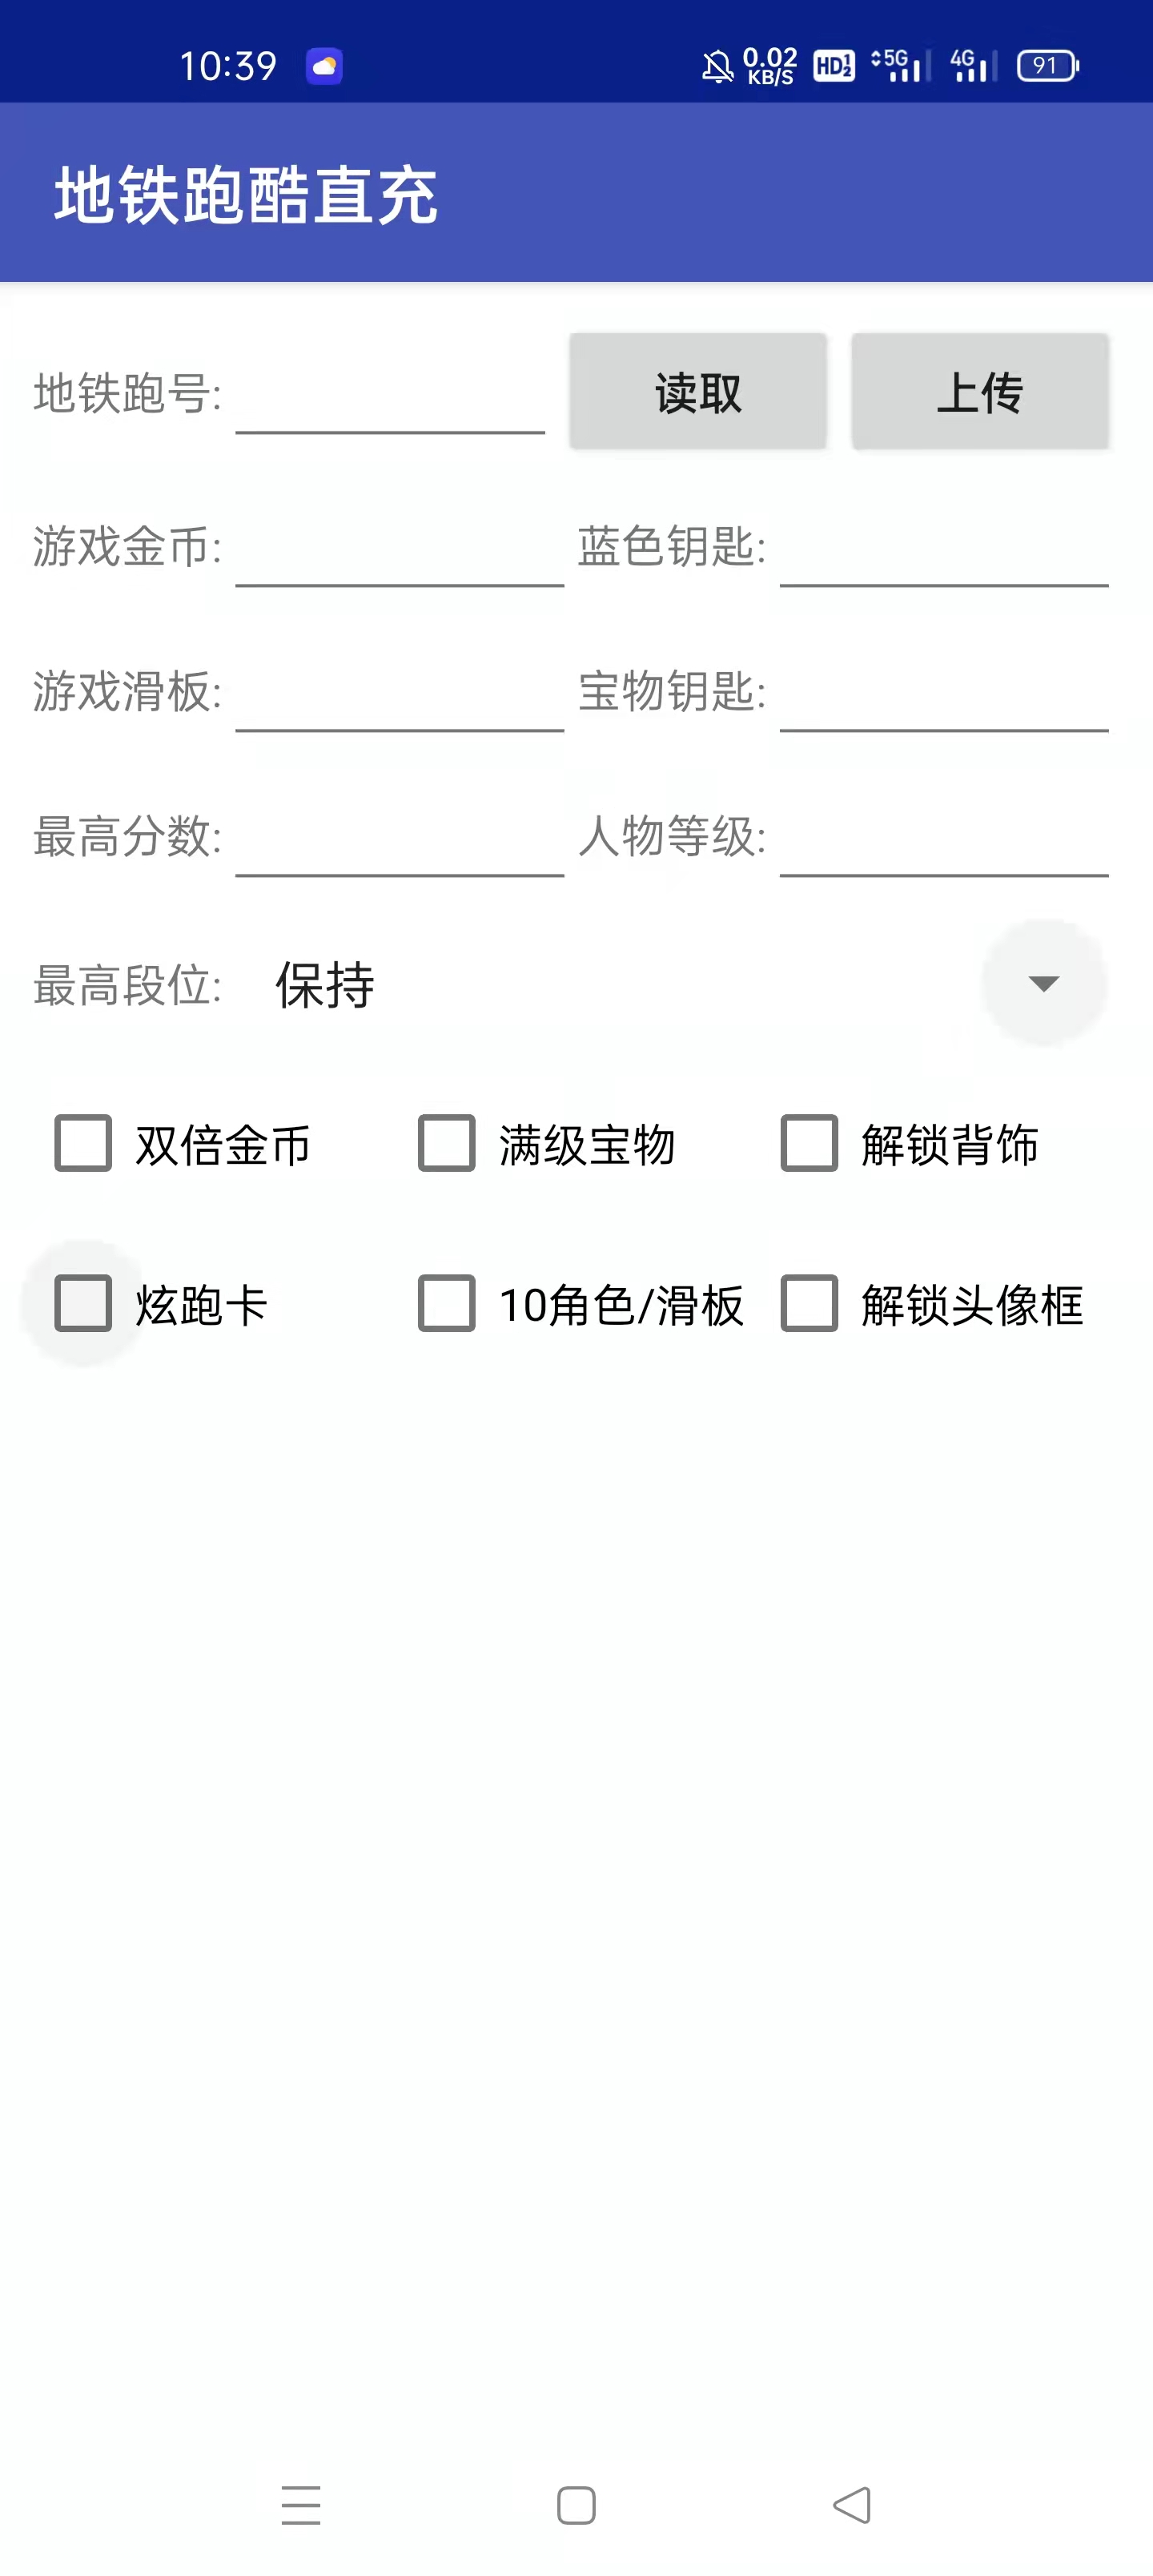 10:39 0.02 KB/S HD 1 2 5G 4G 91
地铁跑酷直充
地铁跑号: 读取 上传
游戏金币: 蓝色钥匙:
游戏滑板: 宝物钥匙:
最高分数: 人物等级:
最高段位: 保持
双倍金币 满级宝物 解锁背饰
炫跑卡 10角色/滑板 解锁头像框